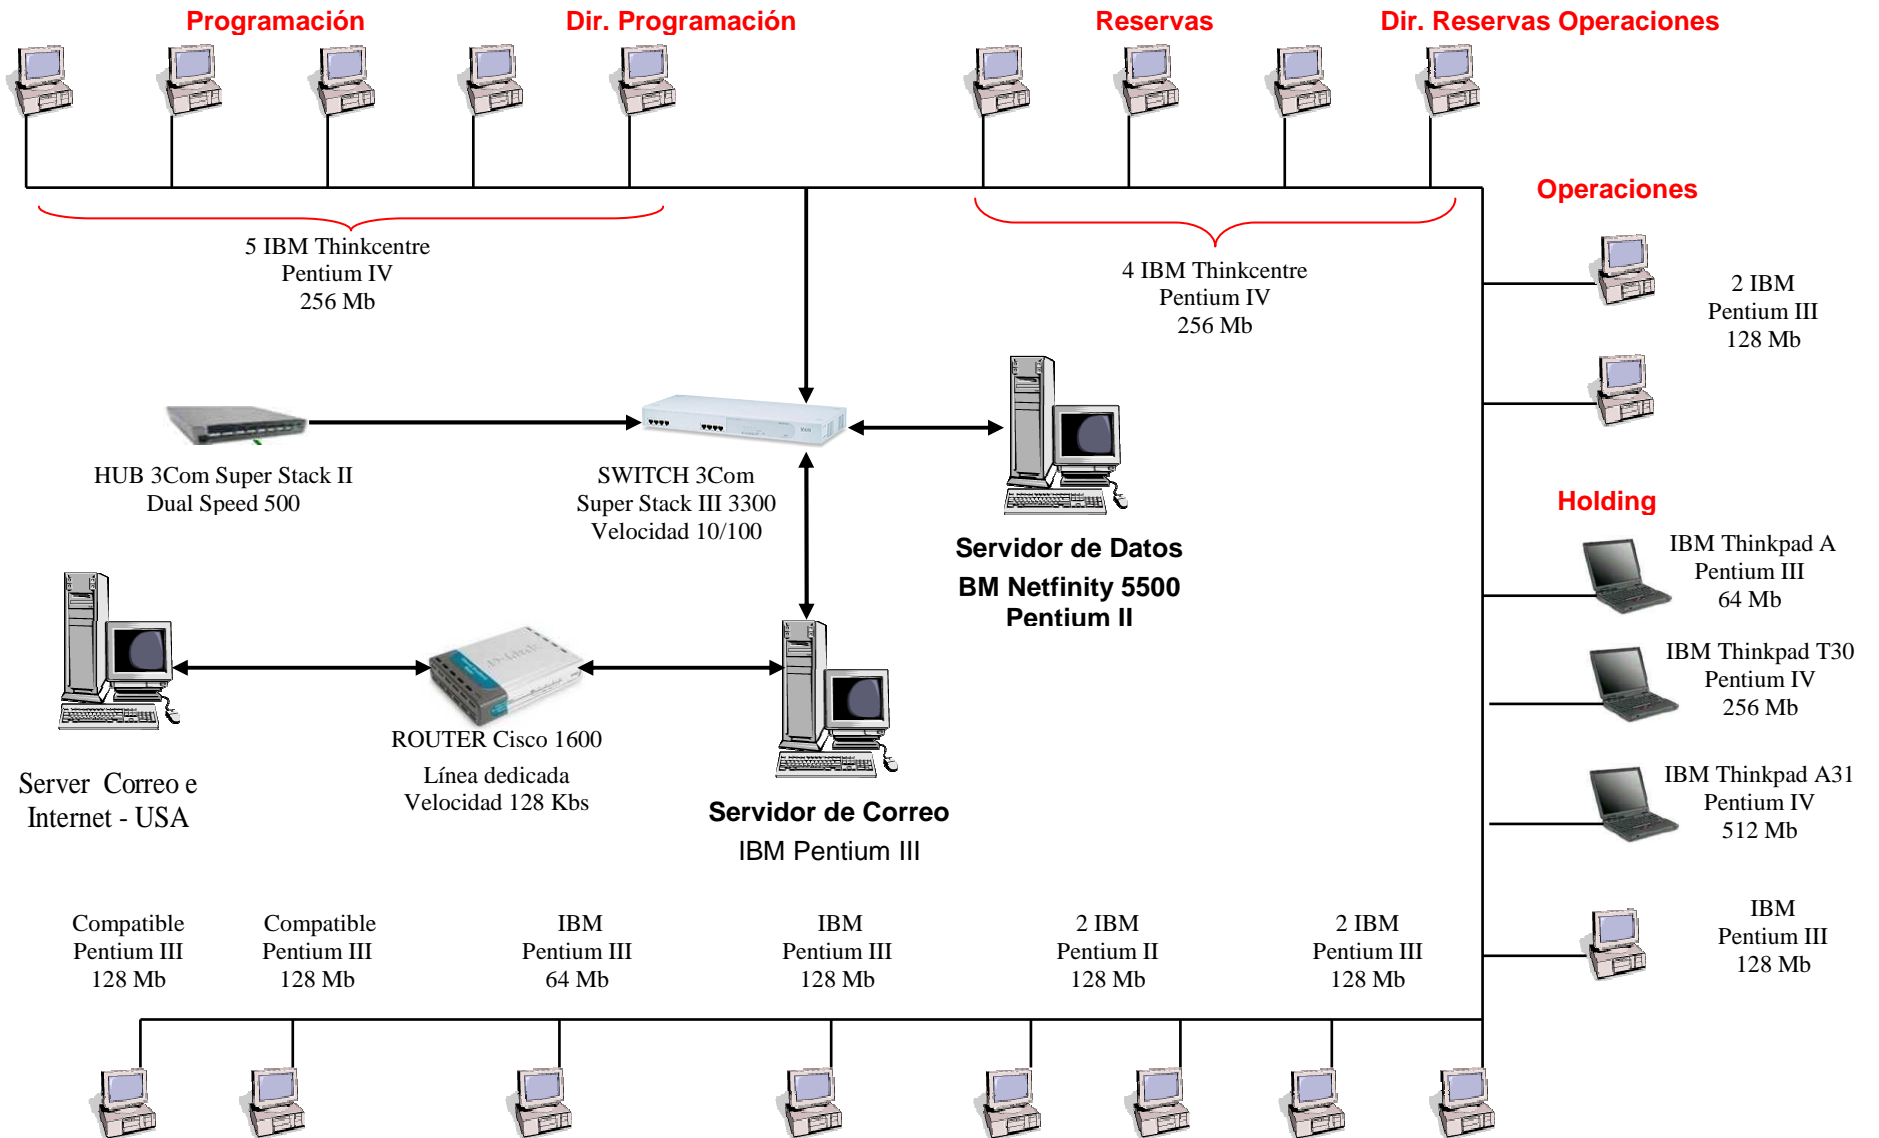 Programación
Dir. Programación
Reservas
Dir. Reservas Operaciones
5 IBM Thinkcentre
Pentium IV
256 Mb
4 IBM Thinkcentre
Pentium IV
256 Mb
Operaciones
2 IBM
Pentium III
128 Mb
HUB 3Com Super Stack II
Dual Speed 500
SWITCH 3Com
Super Stack III 3300
Velocidad 10/100
Servidor de Datos
BM Netfinity 5500
Pentium II
Holding
IBM Thinkpad A
Pentium III
64 Mb
IBM Thinkpad T30
Pentium IV
256 Mb
IBM Thinkpad A31
Pentium IV
512 Mb
IBM
Pentium III
128 Mb
Server Correo e
Internet - USA
D-Link
ROUTER Cisco 1600
Línea dedicada
Velocidad 128 Kbs
Servidor de Correo
IBM Pentium III
Compatible
Pentium III
128 Mb
Compatible
Pentium III
128 Mb
IBM
Pentium III
64 Mb
IBM
Pentium III
128 Mb
2 IBM
Pentium II
128 Mb
2 IBM
Pentium III
128 Mb